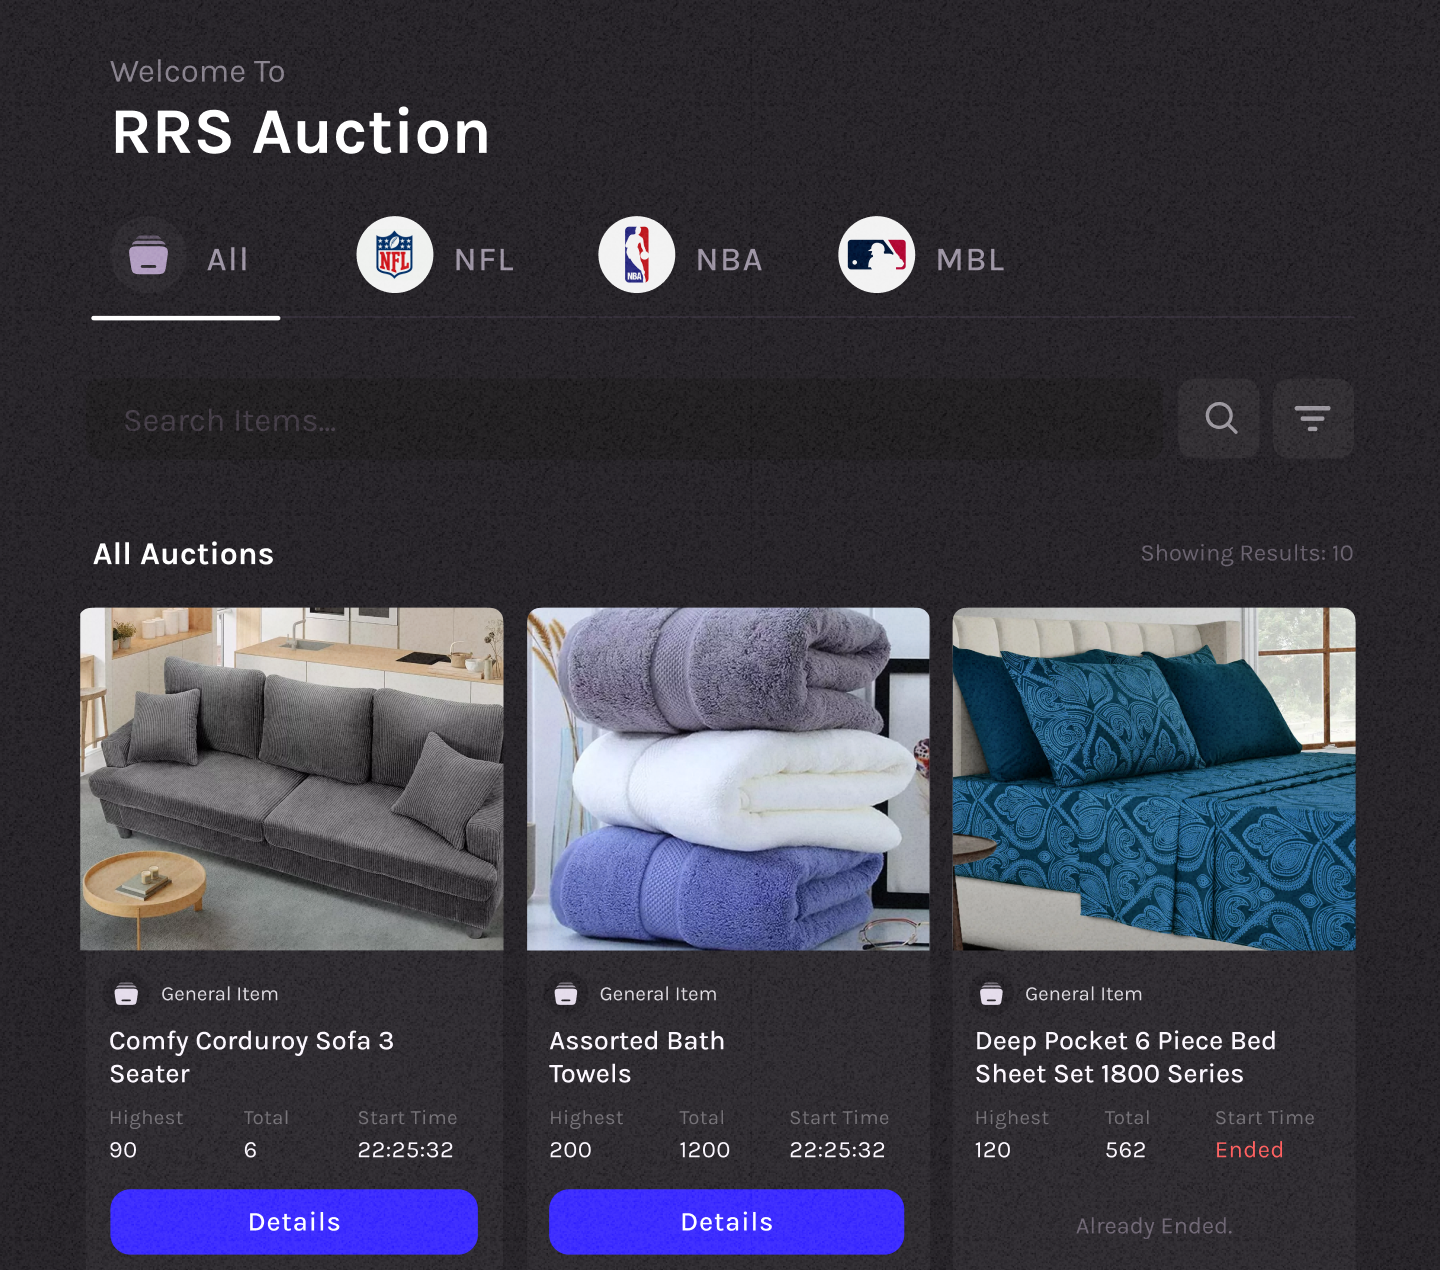 Welcome To
RRS Auction
All
NFL
NFL
NBA
NBA
MBL
Search Items...
All Auctions
Showing Results: 10
General Item
Comfy Corduroy Sofa 3
Seater
Highest Total Start Time
90 6 22:25:32
Details
General Item
Assorted Bath
Towels
Highest Total Start Time
200 1200 22:25:32
Details
General Item
Deep Pocket 6 Piece Bed
Sheet Set 1800 Series
Highest Total Start Time
120 562 Ended
Already Ended.